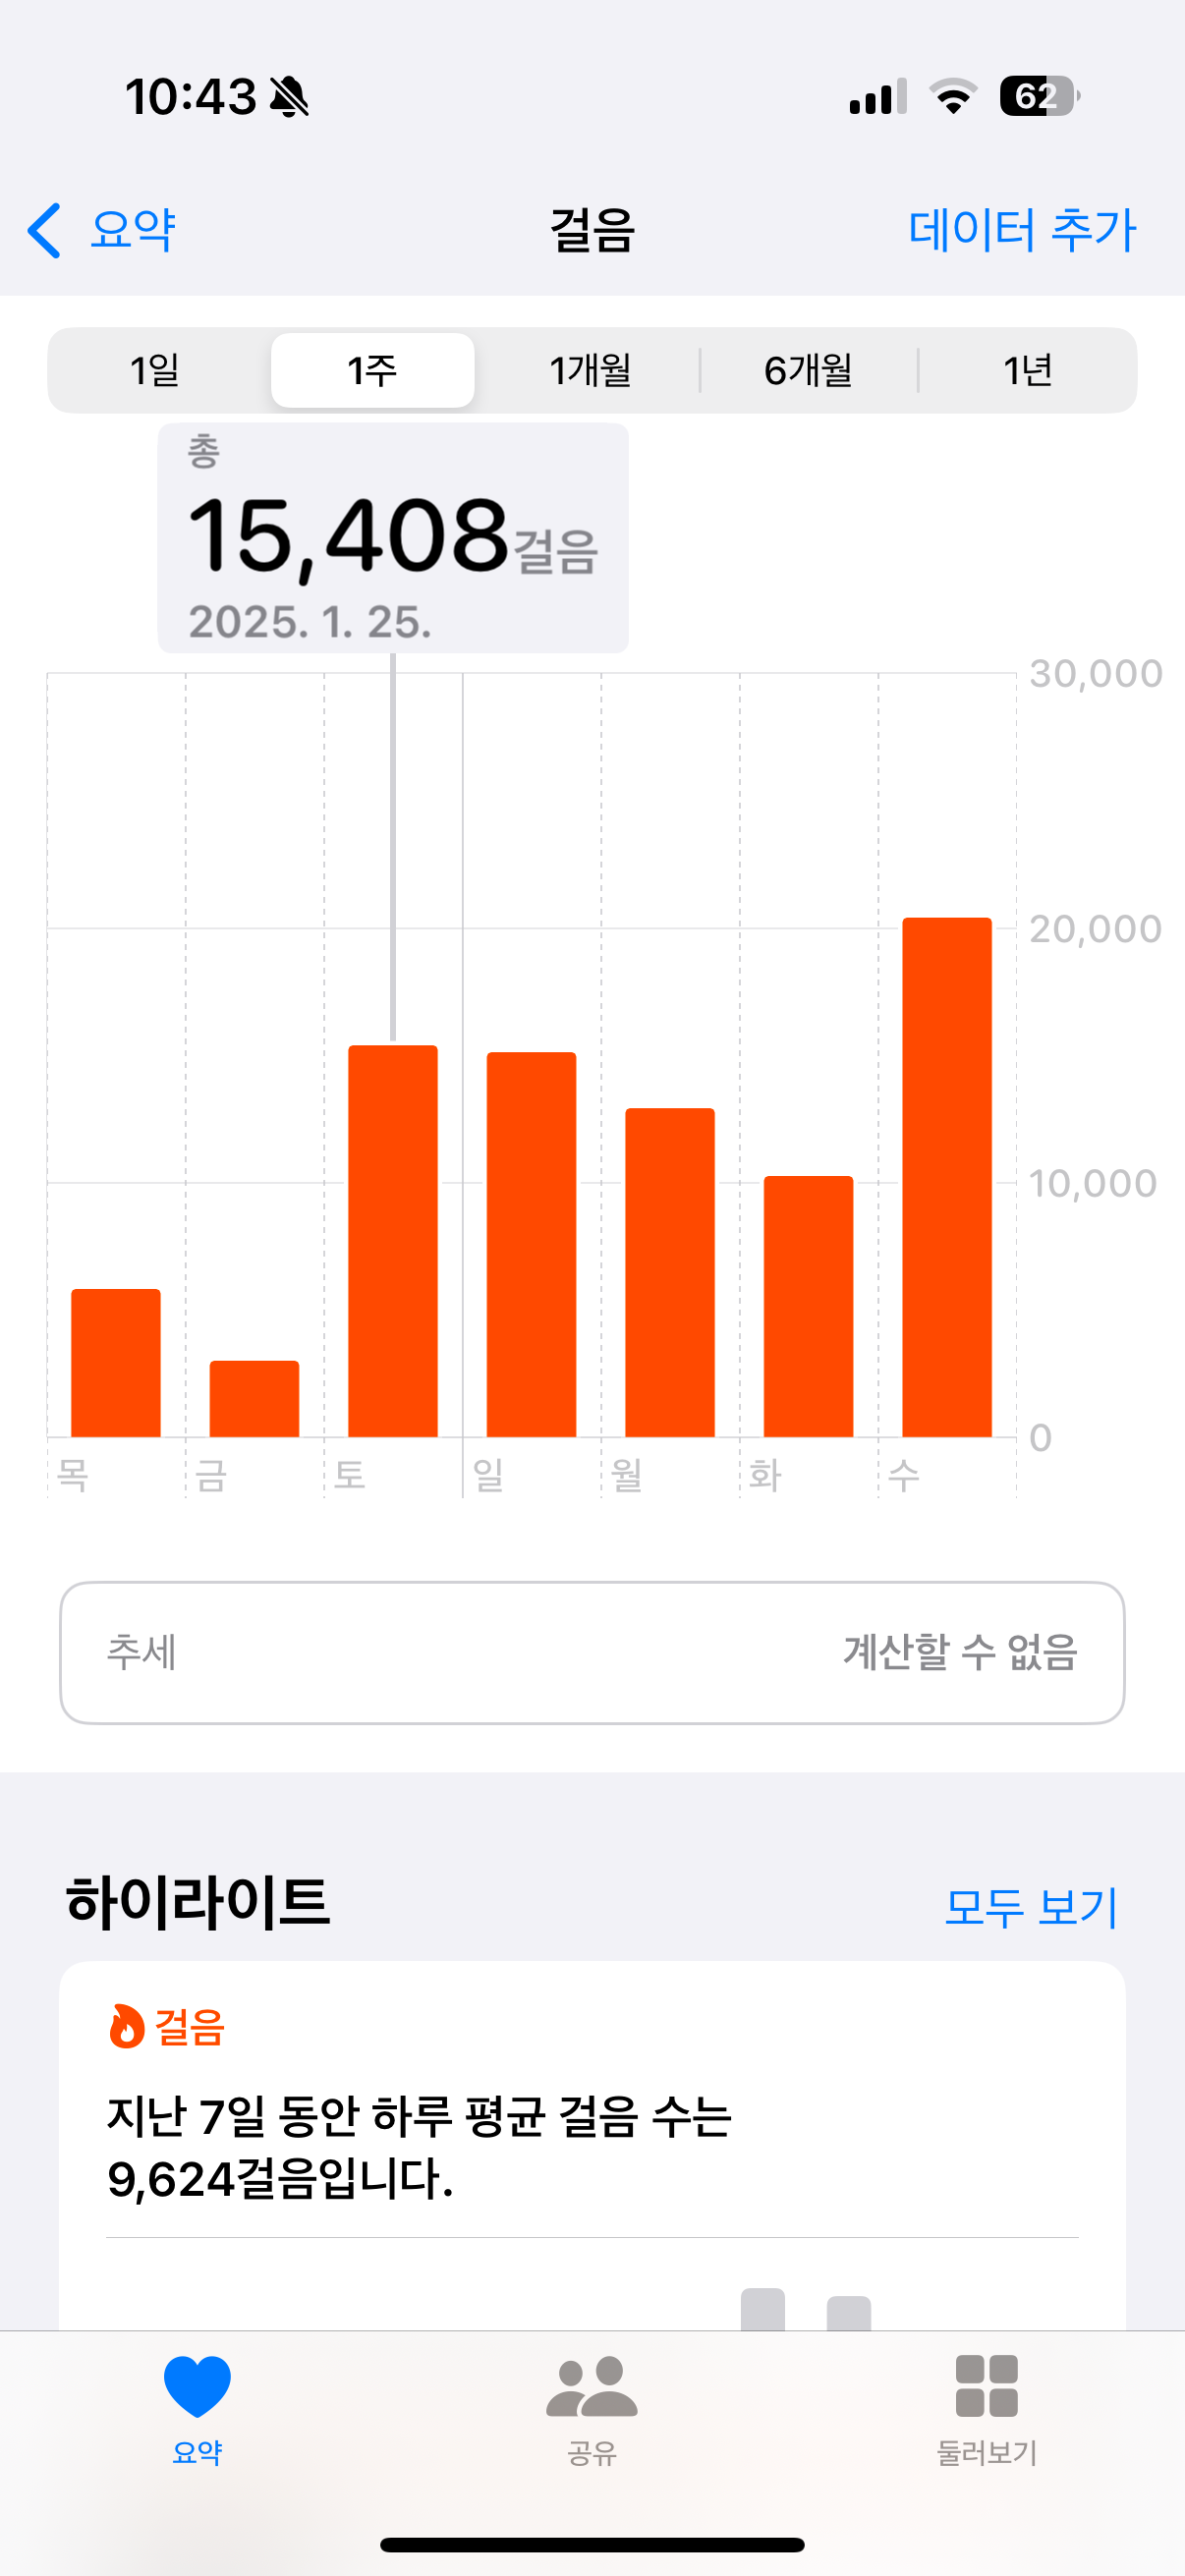 10:43
62
요약
걸음
데이터 추가
1일
1주
1개월
6개월
1년
총
15,408걸음
2025. 1. 25.
30,000
20,000
10,000
0
목
금
토
일
월
화
수
추세
계산할 수 없음
하이라이트
모두 보기
걸음
지난 7일 동안 하루 평균 걸음 수는
9,624걸음입니다.
요약
공유
둘러보기